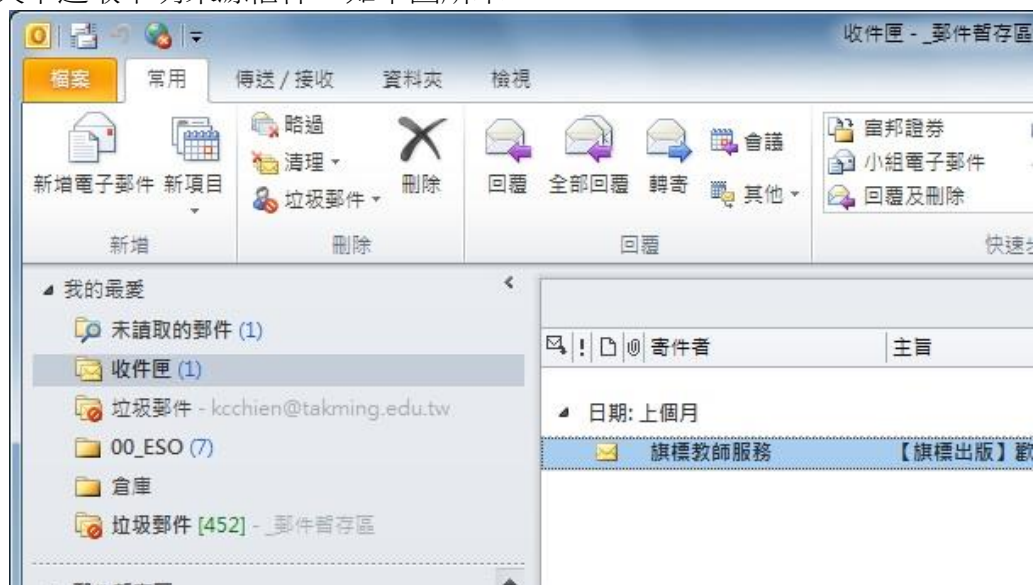 收件匣 - _郵件暫存區
檔案 常用 傳送 / 接收 資料夾 檢視
新增電子郵件 新項目
略過
清理
垃圾郵件
刪除
回覆 全部回覆 轉寄
會議
其他
富邦證券
小組電子郵件
回覆及刪除
新增 刪除 回覆 快速
我的最愛
未讀取的郵件 (1)
收件匣 (1)
垃圾郵件 - kcchien@takming.edu.tw
00_ESO (7)
倉庫
垃圾郵件 [452] - _郵件暫存區
寄件者 主旨
日期: 上個月
旗標教師服務 【旗標出版】歡